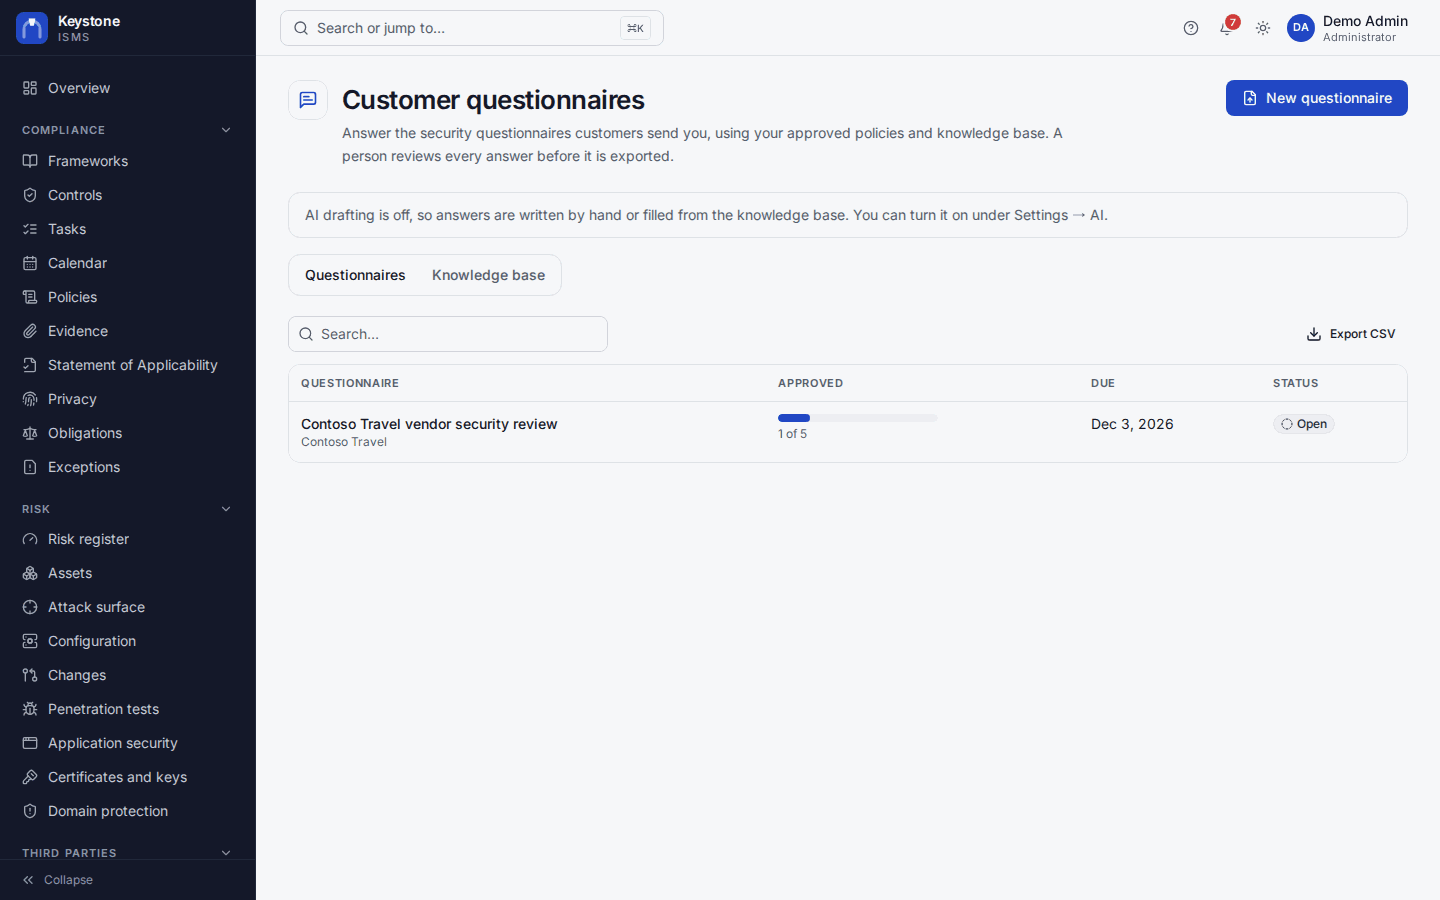 Keystone
ISMS
Search or jump to...
⌘K
7
DA
Demo Admin
Administrator
Overview
COMPLIANCE
Frameworks
Controls
Tasks
Calendar
Policies
Evidence
Statement of Applicability
Privacy
Obligations
Exceptions
RISK
Risk register
Assets
Attack surface
Configuration
Changes
Penetration tests
Application security
Certificates and keys
Domain protection
THIRD PARTIES
Collapse
Customer questionnaires
New questionnaire
Answer the security questionnaires customers send you, using your approved policies and knowledge base. A
person reviews every answer before it is exported.
AI drafting is off, so answers are written by hand or filled from the knowledge base. You can turn it on under Settings → AI.
Questionnaires
Knowledge base
Search...
Export CSV
QUESTIONNAIRE
APPROVED
DUE
STATUS
Contoso Travel vendor security review
Contoso Travel
1 of 5
Dec 3, 2026
Open